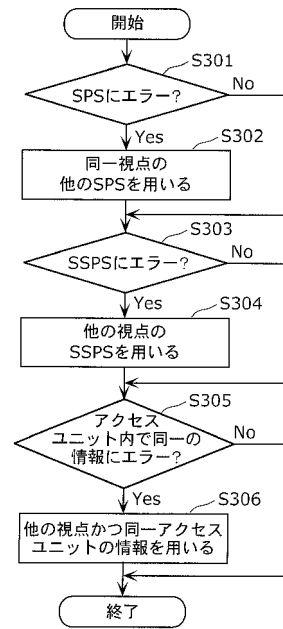 開始
S301
SPSにエラー?
No
Yes
S302
同一視点の
他のSPSを用いる
S303
SSPSにエラー?
No
Yes
S304
他の視点の
SSPSを用いる
S305
アクセス
ユニット内で同一の
情報にエラー?
No
Yes
S306
他の視点かつ同一アクセス
ユニットの情報を用いる
終了